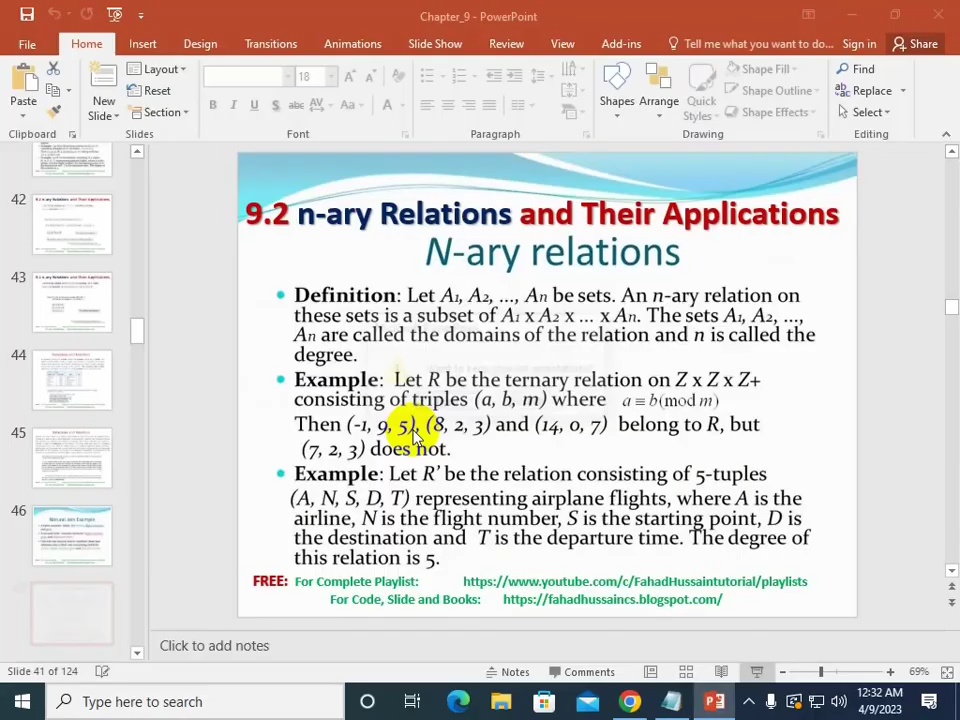 Chapter_9 - PowerPoint
File Home Insert Design Transitions Animations Slide Show Review View Add-ins Tell me what you want to do... Sign in Share
Paste
New Slide
Layout
Reset
Section
18
B I U S abc AV Aa A
Shapes Arrange Quick Styles
Shape Fill
Shape Outline
Shape Effects
Find
Replace
Select
Clipboard Slides Font Paragraph Drawing Editing
42
43
44
45
46
9.2 n-ary Relations and Their Applications
N-ary relations
Definition: Let A1, A2, …, An be sets. An n-ary relation on
these sets is a subset of A1 x A2 x … x An. The sets A1, A2, …,
An are called the domains of the relation and n is called the
degree.
Example: Let R be the ternary relation on Z x Z x Z+
consisting of triples (a, b, m) where a ≡ b(mod m)
Then (-1, 9, 5), (8, 2, 3) and (14, 0, 7) belong to R, but
(7, 2, 3) does not.
Example: Let R’ be the relation consisting of 5-tuples
(A, N, S, D, T) representing airplane flights, where A is the
airline, N is the flight number, S is the starting point, D is
the destination and T is the departure time. The degree of
this relation is 5.
FREE: For Complete Playlist: https://www.youtube.com/c/FahadHussaintutorial/playlists
For Code, Slide and Books: https://fahadhussaincs.blogspot.com/
Click to add notes
Slide 41 of 124
Notes Comments 69%
Type here to search
12:32 AM
4/9/2023